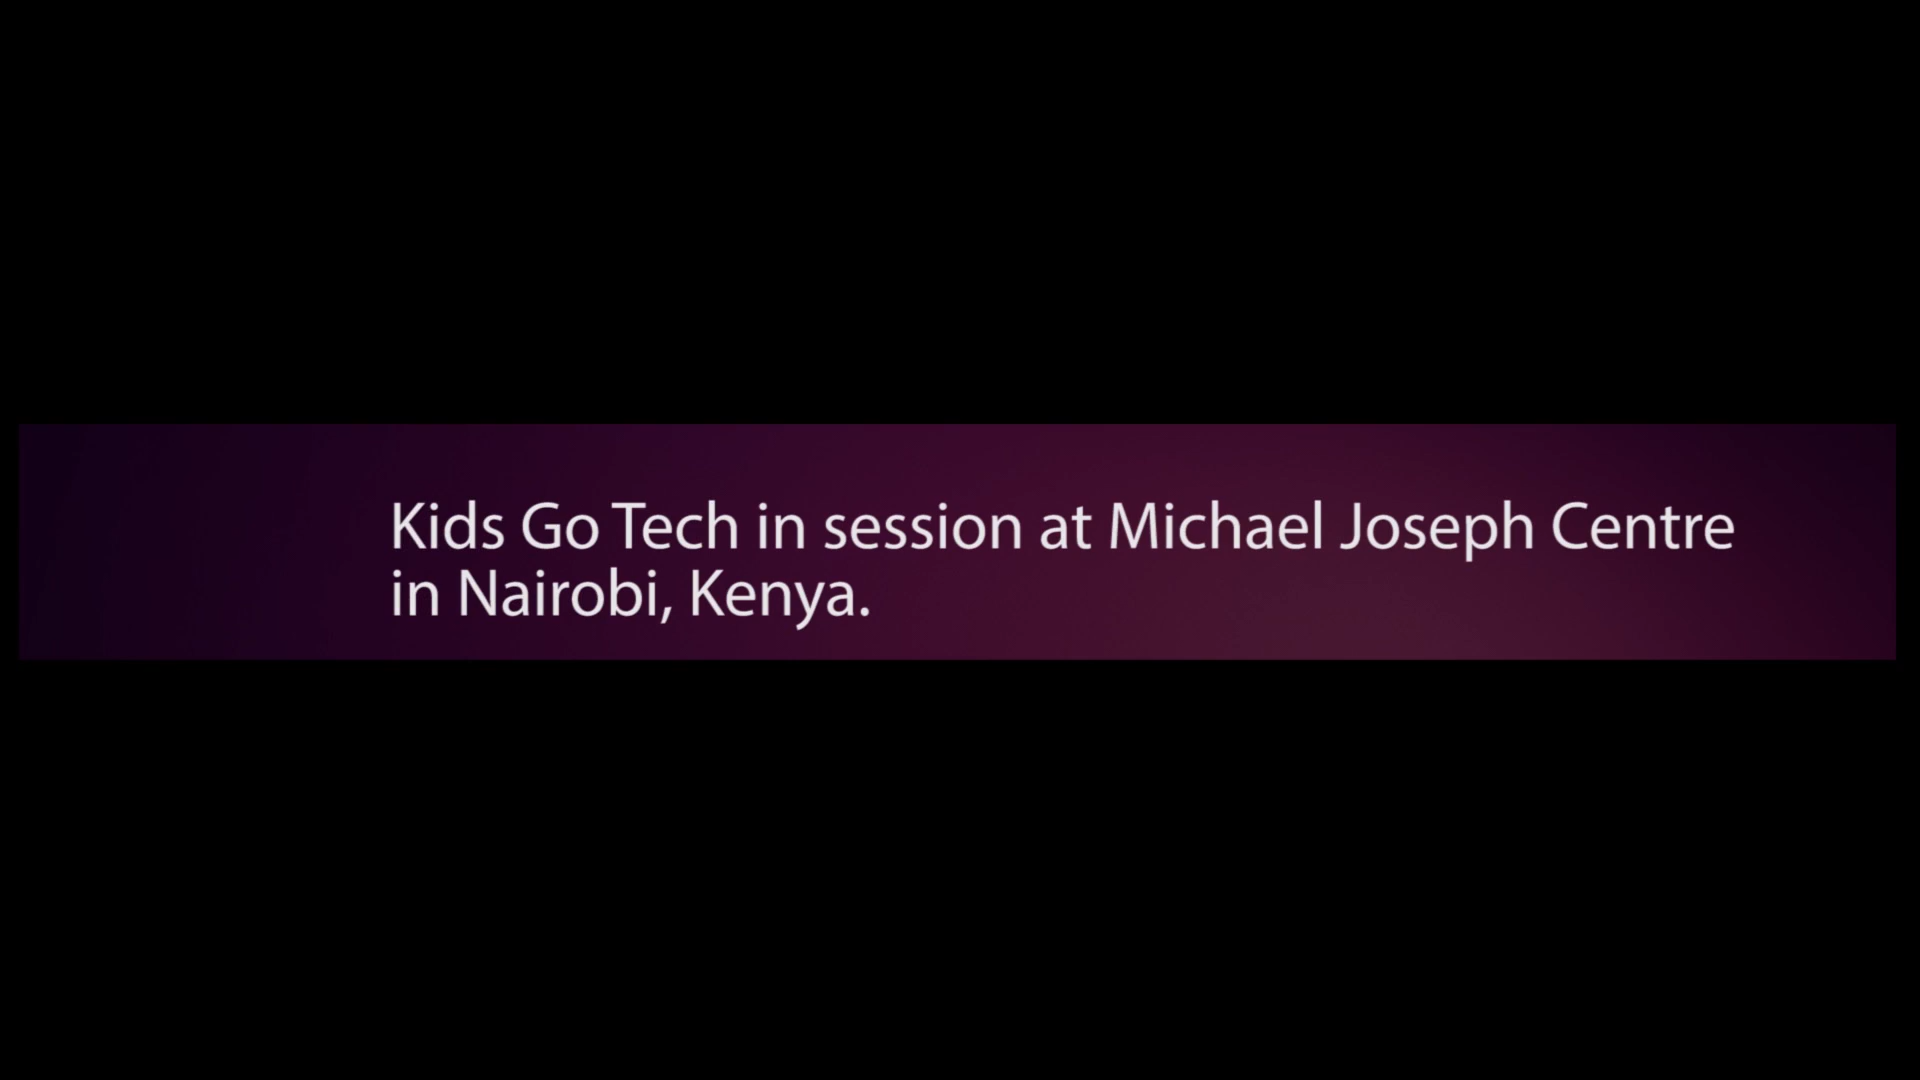 Kids Go Tech in session at Michael Joseph Centre
in Nairobi, Kenya.